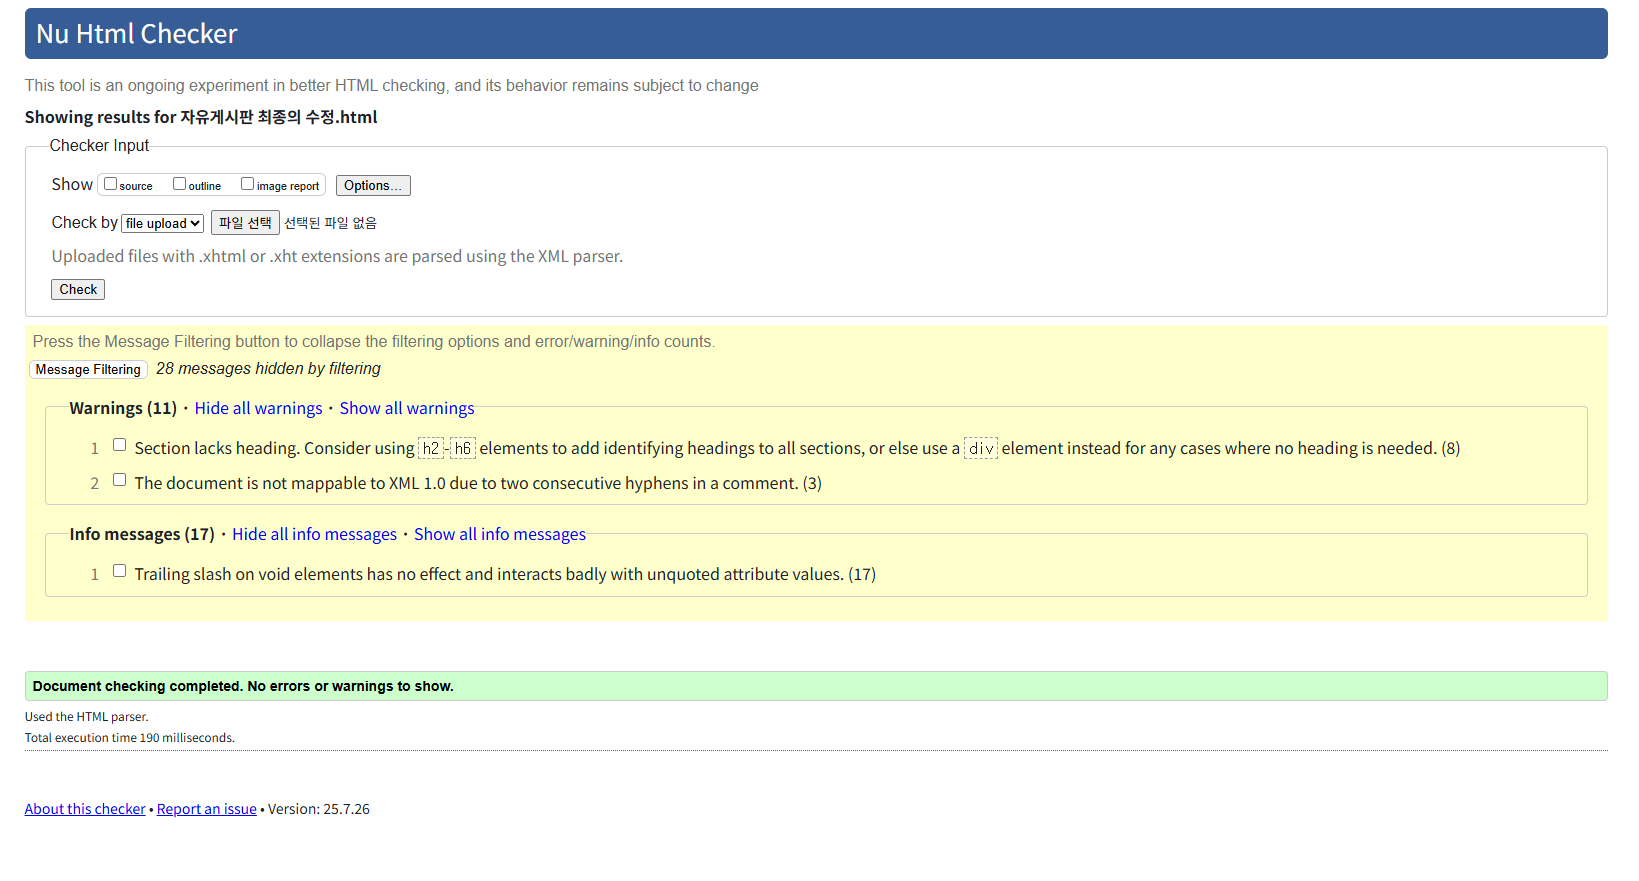 Nu Html Checker
This tool is an ongoing experiment in better HTML checking, and its behavior remains subject to change
Showing results for 자유게시판 최종의 수정.html
Checker Input
Show source outline image report Options...
Check by file upload 파일 선택 선택된 파일 없음
Uploaded files with .xhtml or .xht extensions are parsed using the XML parser.
Check
Press the Message Filtering button to collapse the filtering options and error/warning/info counts.
Message Filtering 28 messages hidden by filtering
Warnings (11) · Hide all warnings · Show all warnings
1 Section lacks heading. Consider using h2-h6 elements to add identifying headings to all sections, or else use a div element instead for any cases where no heading is needed. (8)
2 The document is not mappable to XML 1.0 due to two consecutive hyphens in a comment. (3)
Info messages (17) · Hide all info messages · Show all info messages
1 Trailing slash on void elements has no effect and interacts badly with unquoted attribute values. (17)
Document checking completed. No errors or warnings to show.
Used the HTML parser.
Total execution time 190 milliseconds.
About this checker • Report an issue • Version: 25.7.26